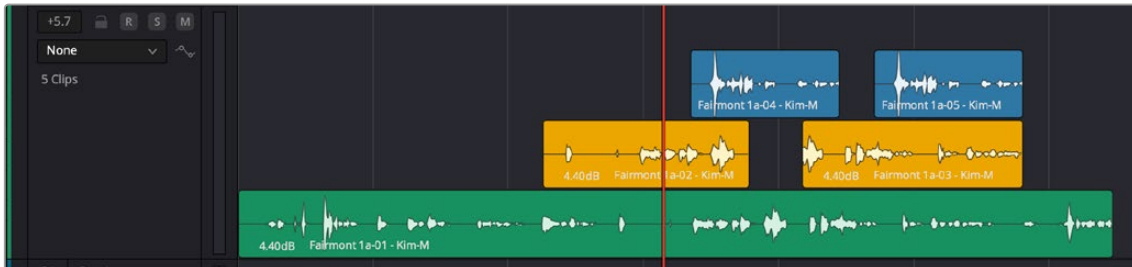 +5.7 R S M
None
5 Clips
Fairmont 1a-04 - Kim-M
Fairmont 1a-05 - Kim-M
4.40dB Fairmont 1a-02 - Kim-M
4.40dB Fairmont 1a-03 - Kim-M
4.40dB Fairmont 1a-01 - Kim-M